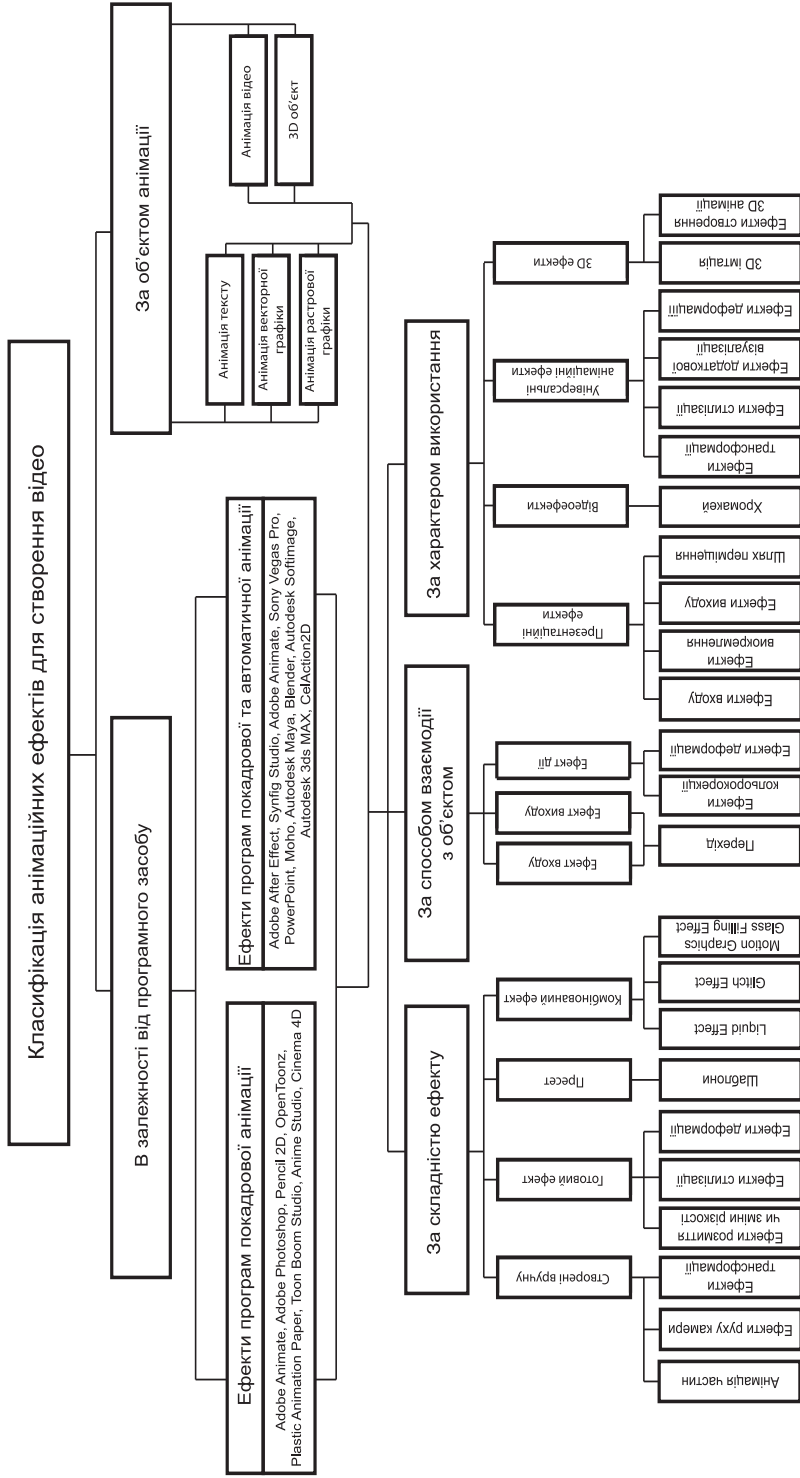 Класифікація анімаційних ефектів для створення відео
В залежності від програмного засобу
За об'єктом анімації
Ефекти програм покадрової анімації
Adobe Animate, Adobe Photoshop, Pencil 2D, OpenToonz,
Plastic Animation Paper, Toon Boom Studio, Anime Studio, Cinema 4D
Ефекти програм покадрової та автоматичної анімації
Adobe After Effect, Synfig Studio, Adobe Animate, Sony Vegas Pro,
PowerPoint, Moho, Autodesk Maya, Blender, Autodesk Softimage,
Autodesk 3ds MAX, CelAction2D
Анімація тексту
Анімація векторної
графіки
Анімація растрової
графіки
Анімація відео
3D об'єкт
За складністю ефекту
За способом взаємодії
з об'єктом
За характером використання
Створені вручну
Готовий ефект
Пресет
Комбінований ефект
Ефект входу
Ефект виходу
Ефект дії
Презентаційні
ефекти
Відеоефекти
Універсальні
анімаційні ефекти
3D ефекти
Анімація частин
Ефекти руху камери
Ефекти
трансформації
Ефекти розмиття
чи зміни різкості
Ефекти стилізації
Ефекти деформації
Шаблони
Liquid Effect
Glitch Effect
Motion Graphics
Glass Filling Effect
Перехід
Ефекти
кольорокорекції
Ефекти деформації
Ефекти входу
Ефекти
виокремлення
Ефекти виходу
Шлях переміщення
Хромакей
Ефекти
трансформації
Ефекти стилізації
Ефекти додаткової
візуалізації
Ефекти деформаціії
3D імтація
Ефекти створення
3D анімації